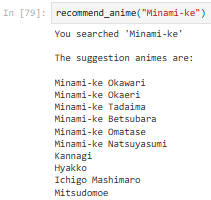 In [79]: recommend_anime("Minami-ke")
You searched 'Minami-ke'
The suggestion animes are:
Minami-ke Okawari
Minami-ke Okaeri
Minami-ke Tadaima
Minami-ke Betsubara
Minami-ke Omatase
Minami-ke Natsuyasumi
Kannagi
Hyakko
Ichigo Mashimaro
Mitsudomoe